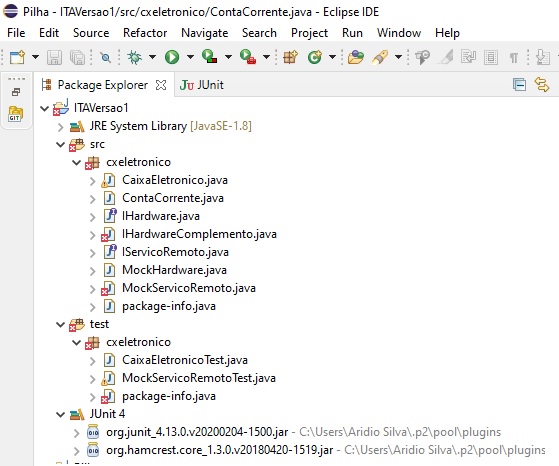 Pilha - ITAVersao1/src/cxeletronico/ContaCorrente.java - Eclipse IDE
File Edit Source Refactor Navigate Search Project Run Window Help
Package Explorer JUnit
GIT
ITAVersao1
JRE System Library [JavaSE-1.8]
src
cxeletronico
CaixaEletronico.java
ContaCorrente.java
IHardware.java
IHardwareComplemento.java
IServicoRemoto.java
MockHardware.java
MockServicoRemoto.java
package-info.java
test
cxeletronico
CaixaEletronicoTest.java
MockServicoRemotoTest.java
package-info.java
JUnit 4
org.junit_4.13.0.v20200204-1500.jar - C:\Users\Aridio Silva\.p2\pool\plugins
org.hamcrest.core_1.3.0.v20180420-1519.jar - C:\Users\Aridio Silva\.p2\pool\plugins